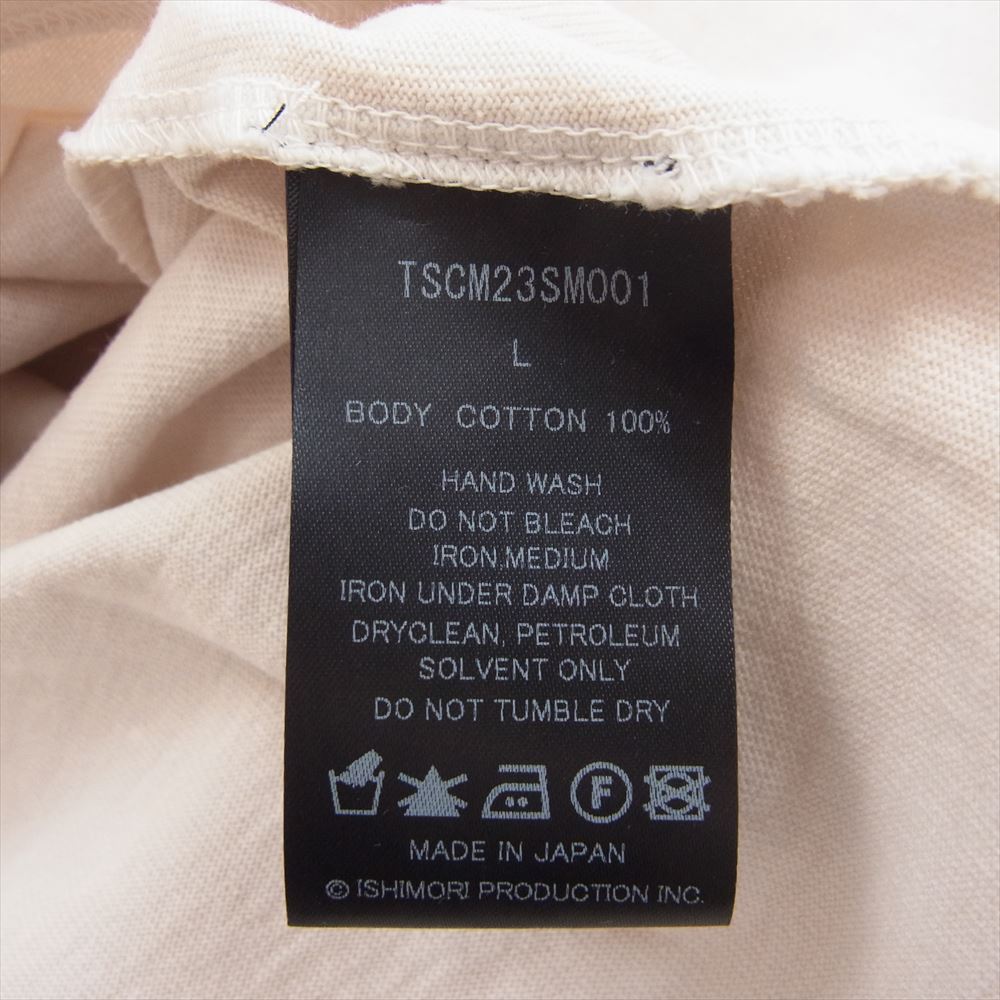 TSCM23SM001
L
BODY COTTON 100%
HAND WASH
DO NOT BLEACH
IRON.MEDIUM
IRON UNDER DAMP CLOTH
DRYCLEAN, PETROLEUM
SOLVENT ONLY
DO NOT TUMBLE DRY
F
MADE IN JAPAN
© ISHIMORI PRODUCTION INC.